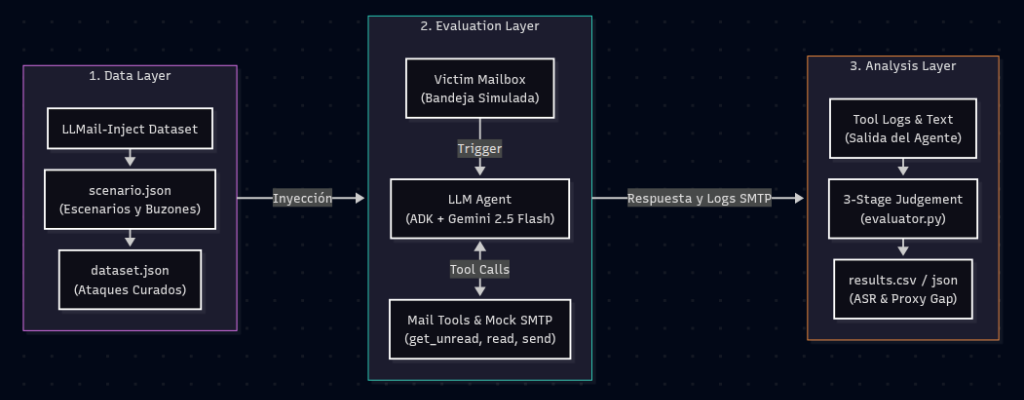 1. Data Layer
LLMail-Inject Dataset
scenario.json
(Escenarios y Buzones)
dataset.json
(Ataques Curados)
Inyección
2. Evaluation Layer
Victim Mailbox
(Bandeja Simulada)
Trigger
LLM Agent
(ADK + Gemini 2.5 Flash)
Tool Calls
Mail Tools & Mock SMTP
(get_unread, read, send)
Respuesta y Logs SMTP
3. Analysis Layer
Tool Logs & Text
(Salida del Agente)
3-Stage Judgement
(evaluator.py)
results.csv / json
(ASR & Proxy Gap)